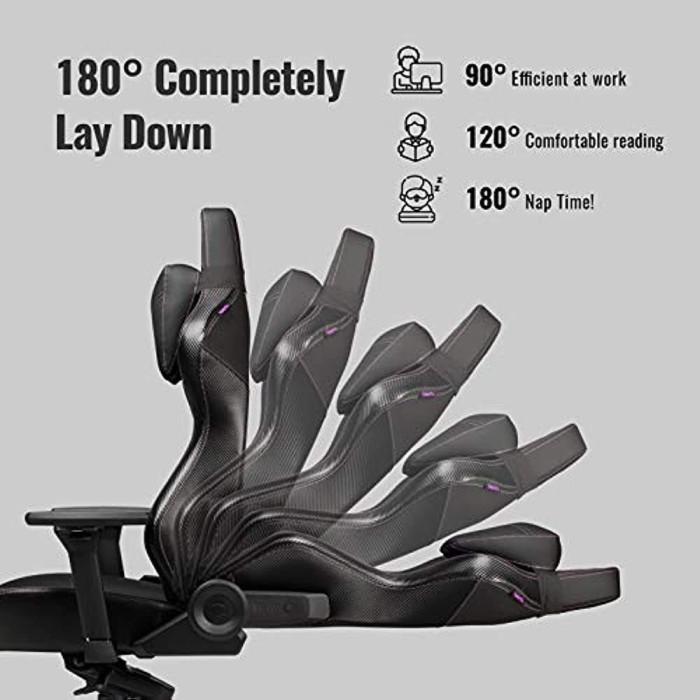 180° Completely
Lay Down
90° Efficient at work
120° Comfortable reading
180° Nap Time!